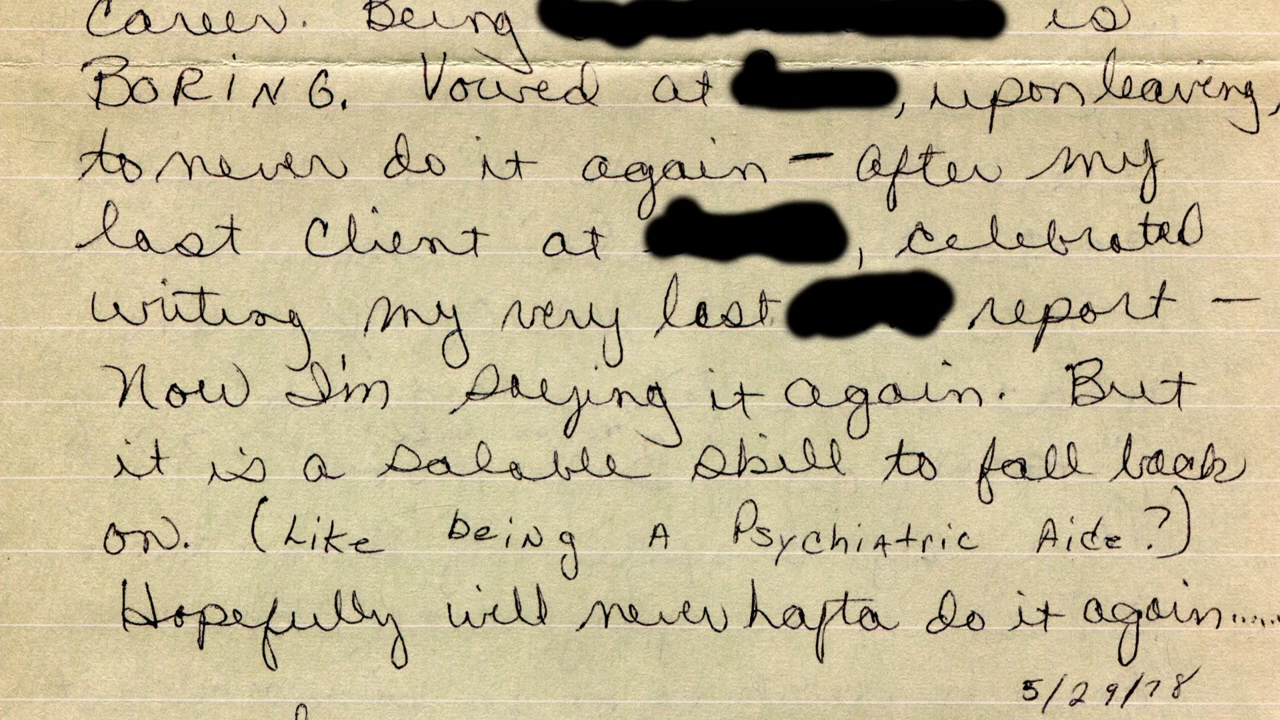 Career. Being is
BORING. Vowed at , upon leaving,
to never do it again — after my
last client at , celebrated
writing my very last report —
Now I'm saying it again. But
it is a salable skill to fall back
on. (Like being A Psychiatric Aide?)
Hopefully will never hafta do it again.....
5/29/78